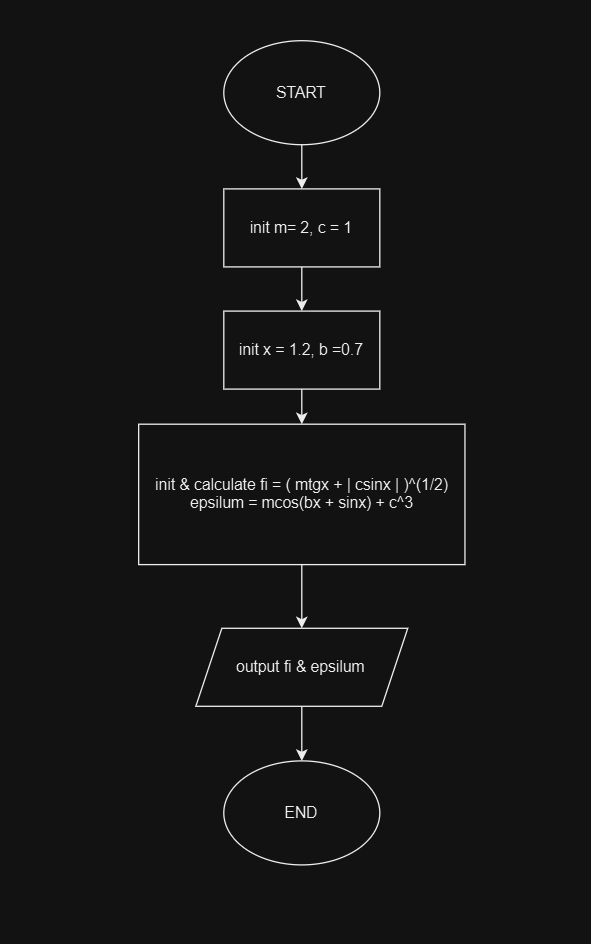 START
init m= 2, c = 1
init x = 1.2, b =0.7
init & calculate fi = ( mtgx + | csinx | )^(1/2)
epsilum = mcos(bx + sinx) + c^3
output fi & epsilum
END